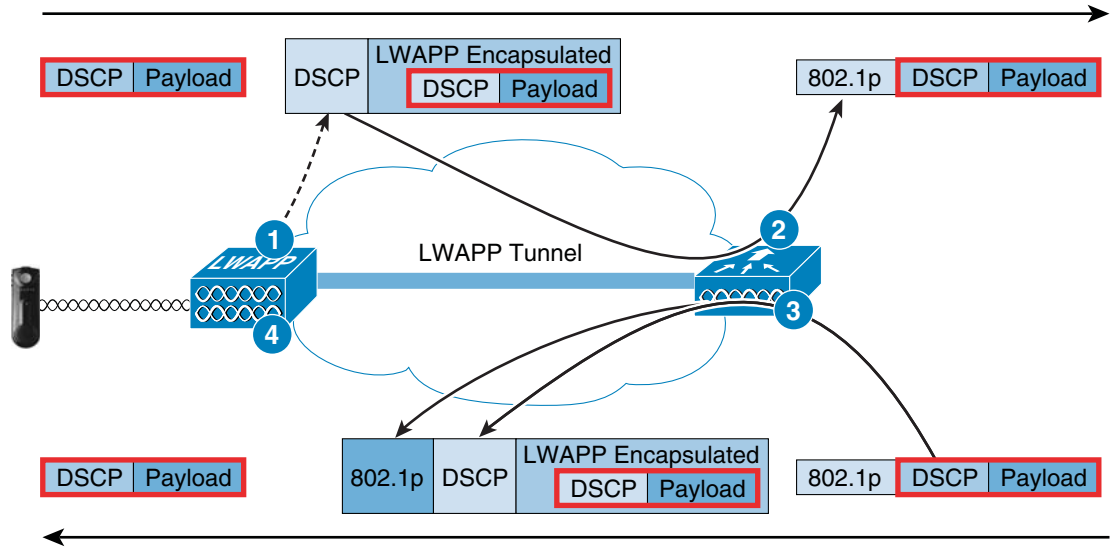 DSCP Payload
DSCP
LWAPP Encapsulated
DSCP Payload
802.1p DSCP Payload
1
2
LWAPP
LWAPP Tunnel
3
4
DSCP Payload
802.1p DSCP
LWAPP Encapsulated
DSCP Payload
802.1p DSCP Payload